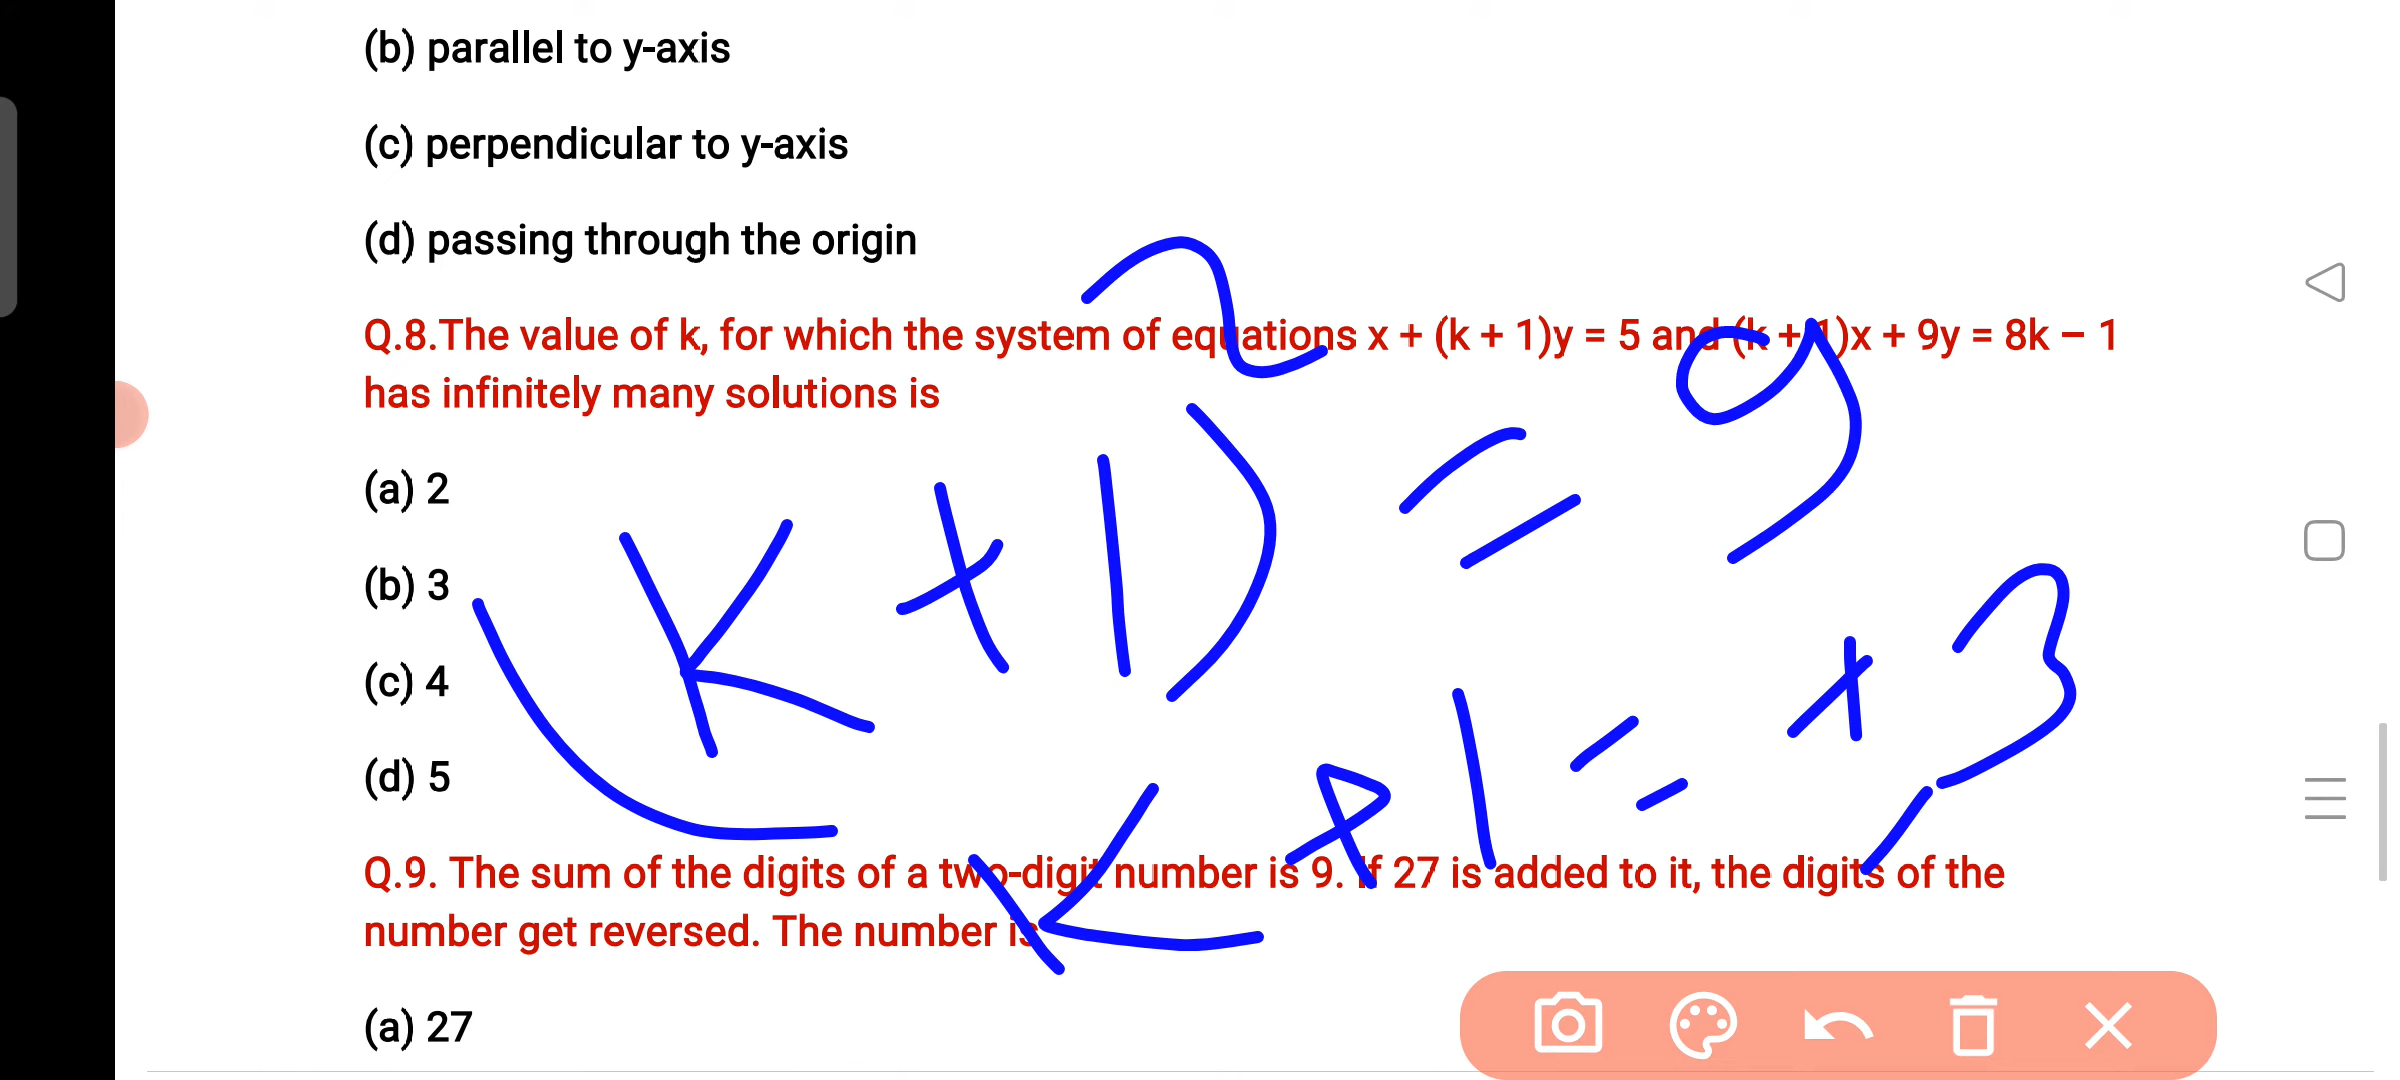 (b) parallel to y-axis
(c) perpendicular to y-axis
(d) passing through the origin
Q.8.The value of k, for which the system of equations x + (k + 1)y = 5 and (k + 1)x + 9y = 8k – 1
has infinitely many solutions is
(a) 2
(b) 3
(c) 4
(d) 5
(K+1)² = 9
K+1 = ±3
Q.9. The sum of the digits of a two-digit number is 9. If 27 is added to it, the digits of the
number get reversed. The number is
(a) 27